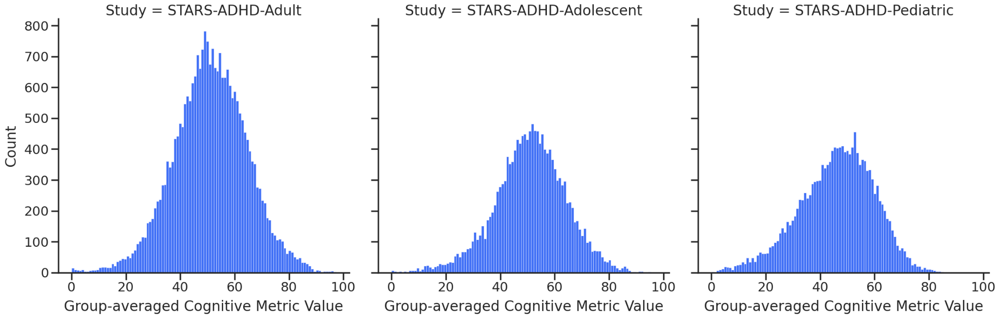 Study = STARS-ADHD-Adult
Study = STARS-ADHD-Adolescent
Study = STARS-ADHD-Pediatric
Count
800
700
600
500
400
300
200
100
0
0 20 40 60 80 100
0 20 40 60 80 100
0 20 40 60 80 100
Group-averaged Cognitive Metric Value
Group-averaged Cognitive Metric Value
Group-averaged Cognitive Metric Value